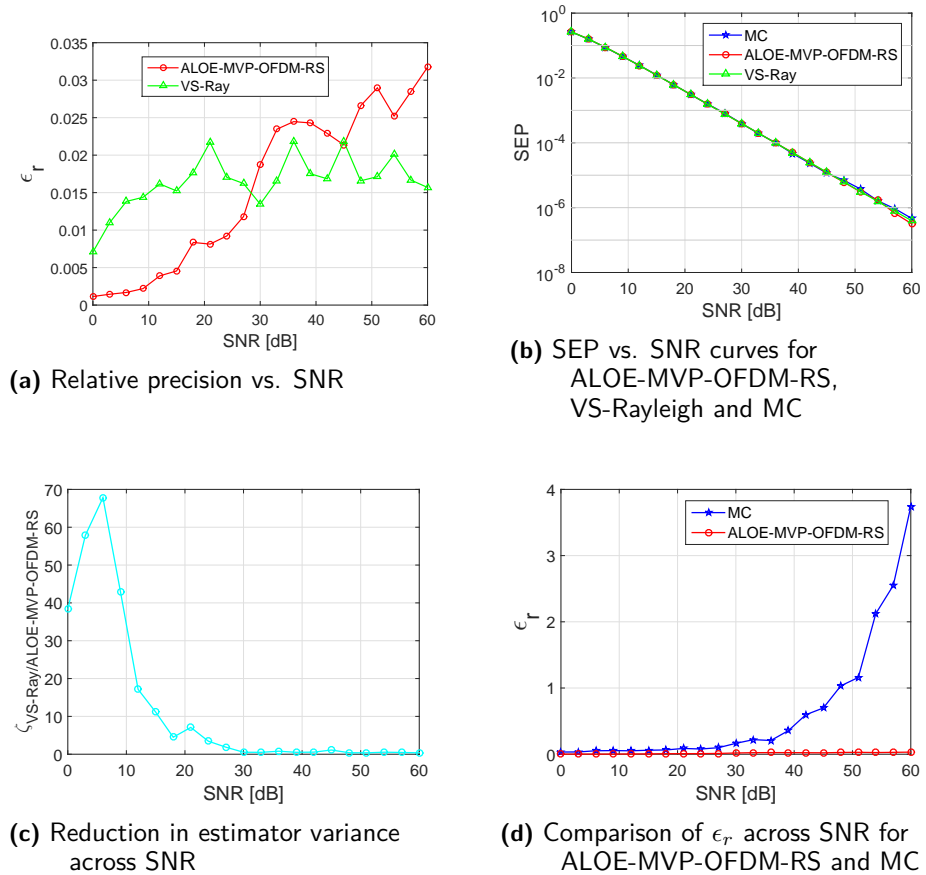 0.035
0.03
0.025
0.02
0.015
0.01
0.005
0
ϵr
ALOE-MVP-OFDM-RS
VS-Ray
0 10 20 30 40 50 60
SNR [dB]
(a) Relative precision vs. SNR
10^0
10^-2
10^-4
10^-6
10^-8
SEP
MC
ALOE-MVP-OFDM-RS
VS-Ray
0 10 20 30 40 50 60
SNR [dB]
(b) SEP vs. SNR curves for
ALOE-MVP-OFDM-RS,
VS-Rayleigh and MC
70
60
50
40
30
20
10
0
ζVS-Ray/ALOE-MVP-OFDM-RS
0 10 20 30 40 50 60
SNR [dB]
(c) Reduction in estimator variance
across SNR
4
3
2
1
0
ϵr
MC
ALOE-MVP-OFDM-RS
0 10 20 30 40 50 60
SNR [dB]
(d) Comparison of ϵr across SNR for
ALOE-MVP-OFDM-RS and MC